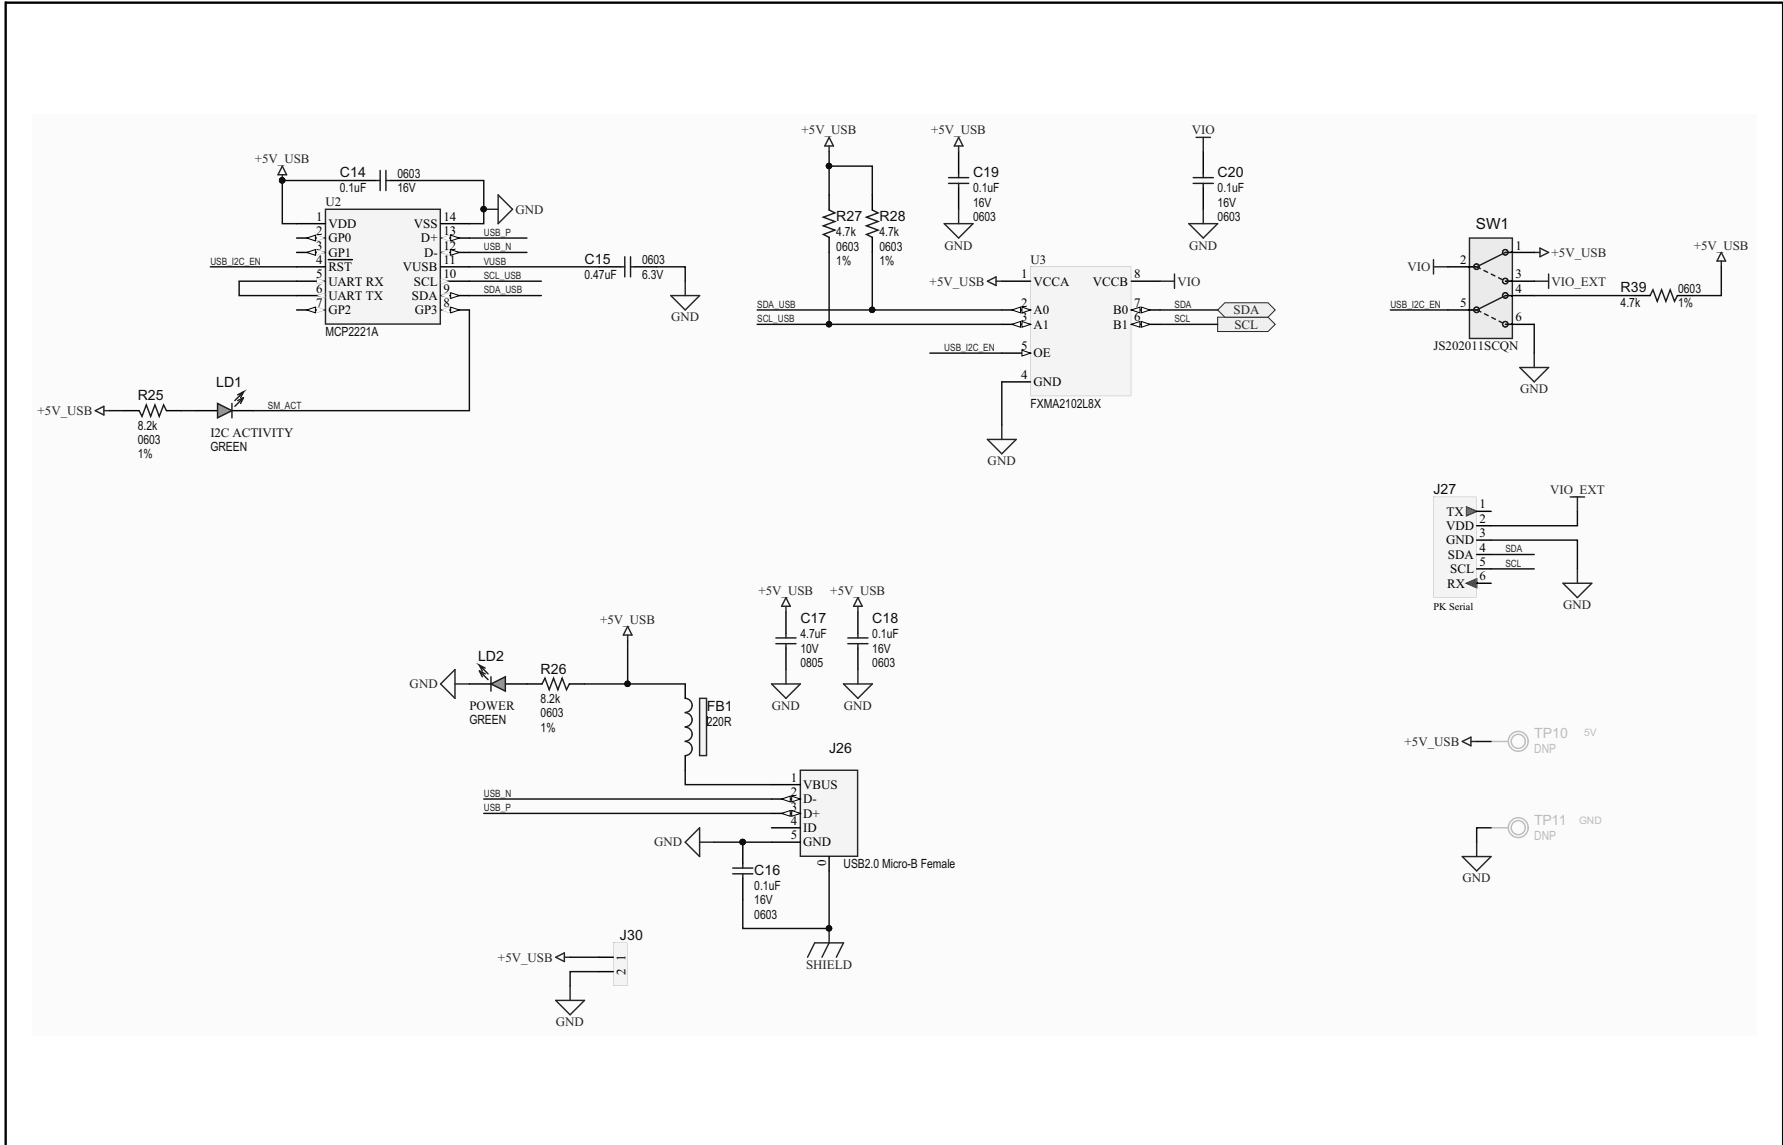 +5V_USB
C14
0.1uF
0603
16V
GND
U2
1 VDD
2 GP0
3 GP1
4 RST
5 UART RX
6 UART TX
7 GP2
VSS 14
D+ 13
D- 12
VUSB 11
SCL 10
SDA 9
GP3 8
MCP2221A
USB_I2C_EN
USB_P
USB_N
VUSB
SCL_USB
SDA_USB
C15
0.47uF
0603
6.3V
GND
+5V_USB
R25
8.2k
0603
1%
LD1
I2C ACTIVITY
GREEN
SM_ACT
+5V_USB
R27
4.7k
0603
1%
R28
4.7k
0603
1%
+5V_USB
C19
0.1uF
16V
0603
GND
VIO
C20
0.1uF
16V
0603
GND
U3
+5V_USB
1 VCCA
2 A0
3 A1
5 OE
4 GND
VCCB 8
B0 7
B1 6
FXMA2102L8X
VIO
SDA_USB
SCL_USB
USB_I2C_EN
SDA
SCL
SDA
SCL
GND
SW1
VIO
2
USB_I2C_EN
5
1
+5V_USB
3
VIO_EXT
4
6
JS202011SCQN
R39
4.7k
0603
1%
+5V_USB
GND
J27
TX 1
VDD 2
GND 3
SDA 4
SCL 5
RX 6
PK Serial
SDA
SCL
VIO_EXT
GND
+5V_USB
C17
4.7uF
10V
0805
GND
+5V_USB
C18
0.1uF
16V
0603
GND
+5V_USB
GND
LD2
POWER
GREEN
R26
8.2k
0603
1%
FB1
220R
J26
1 VBUS
2 D-
3 D+
4 ID
5 GND
0
USB2.0 Micro-B Female
USB_N
USB_P
GND
C16
0.1uF
16V
0603
SHIELD
J30
+5V_USB
1
2
GND
+5V_USB
TP10
5V
DNP
TP11
GND
DNP
GND